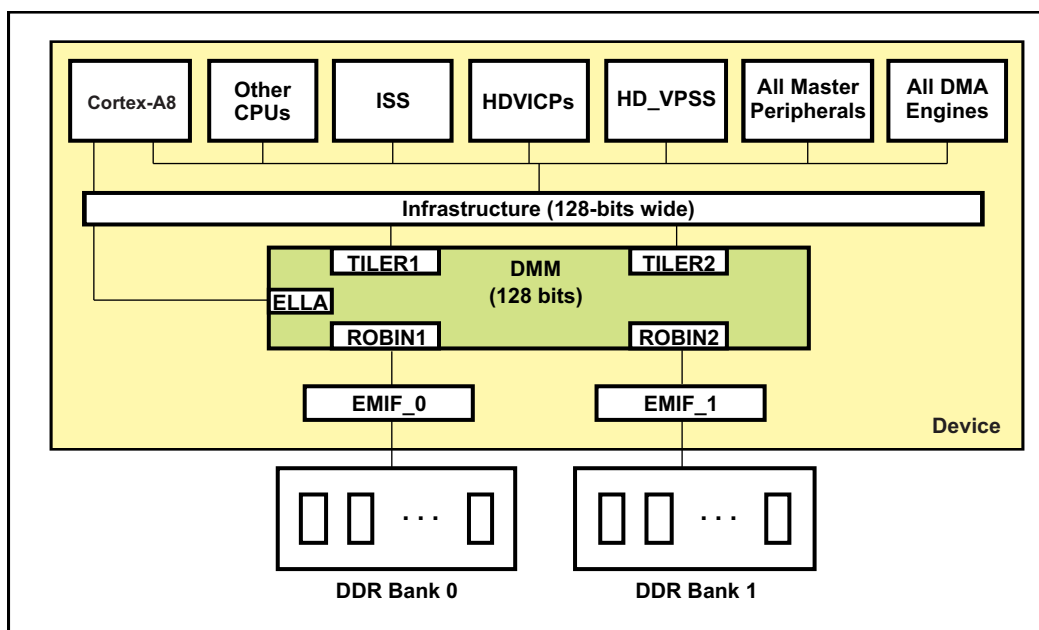 Cortex-A8
Other
CPUs
ISS
HDVICPs
HD_VPSS
All Master
Peripherals
All DMA
Engines
Infrastructure (128-bits wide)
TILER1
DMM
(128 bits)
TILER2
ELLA
ROBIN1
ROBIN2
EMIF_0
EMIF_1
Device
. . .
. . .
DDR Bank 0
DDR Bank 1